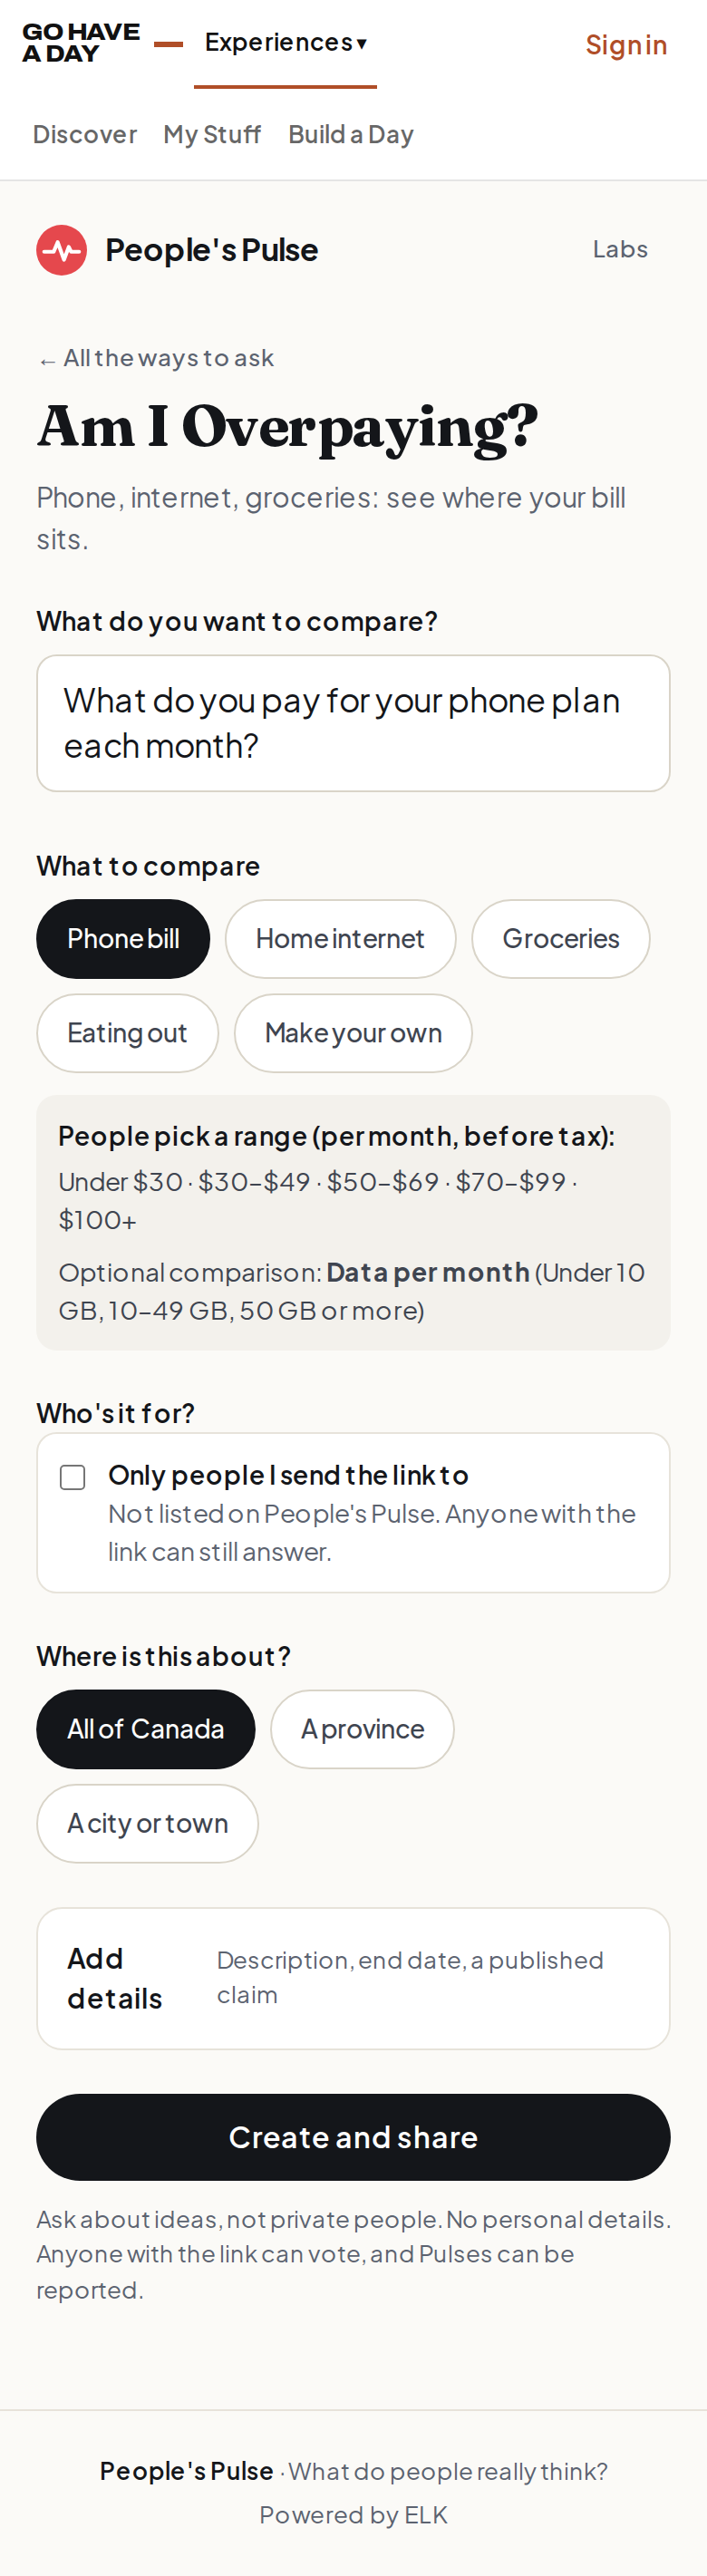 GO HAVE
A DAY
Experiences ▾
Sign in
Discover My Stuff Build a Day
People's Pulse
Labs
← All the ways to ask
Am I Overpaying?
Phone, internet, groceries: see where your bill
sits.
What do you want to compare?
What do you pay for your phone plan
each month?
What to compare
Phone bill
Home internet
Groceries
Eating out
Make your own
People pick a range (per month, before tax):
Under $30 · $30–$49 · $50–$69 · $70–$99 ·
$100+
Optional comparison: Data per month (Under 10
GB, 10–49 GB, 50 GB or more)
Who's it for?
Only people I send the link to
Not listed on People's Pulse. Anyone with the
link can still answer.
Where is this about?
All of Canada
A province
A city or town
Add
details
Description, end date, a published
claim
Create and share
Ask about ideas, not private people. No personal details.
Anyone with the link can vote, and Pulses can be
reported.
People's Pulse · What do people really think?
Powered by ELK